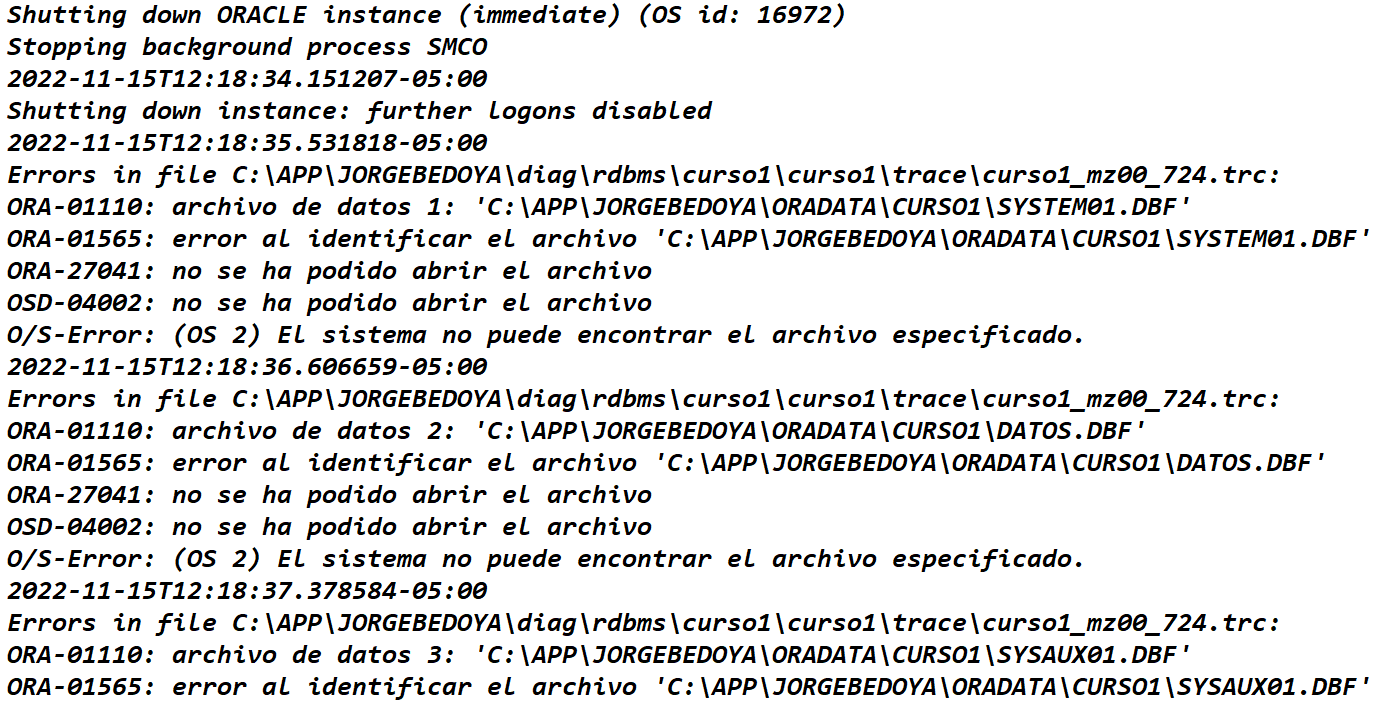 Shutting down ORACLE instance (immediate) (OS id: 16972)
Stopping background process SMCO
2022-11-15T12:18:34.151207-05:00
Shutting down instance: further logons disabled
2022-11-15T12:18:35.531818-05:00
Errors in file C:\APP\JORGEBEDOYA\diag\rdbms\curso1\curso1\trace\curso1_mz00_724.trc:
ORA-01110: archivo de datos 1: 'C:\APP\JORGEBEDOYA\ORADATA\CURSO1\SYSTEM01.DBF'
ORA-01565: error al identificar el archivo 'C:\APP\JORGEBEDOYA\ORADATA\CURSO1\SYSTEM01.DBF'
ORA-27041: no se ha podido abrir el archivo
OSD-04002: no se ha podido abrir el archivo
O/S-Error: (OS 2) El sistema no puede encontrar el archivo especificado.
2022-11-15T12:18:36.606659-05:00
Errors in file C:\APP\JORGEBEDOYA\diag\rdbms\curso1\curso1\trace\curso1_mz00_724.trc:
ORA-01110: archivo de datos 2: 'C:\APP\JORGEBEDOYA\ORADATA\CURSO1\DATOS.DBF'
ORA-01565: error al identificar el archivo 'C:\APP\JORGEBEDOYA\ORADATA\CURSO1\DATOS.DBF'
ORA-27041: no se ha podido abrir el archivo
OSD-04002: no se ha podido abrir el archivo
O/S-Error: (OS 2) El sistema no puede encontrar el archivo especificado.
2022-11-15T12:18:37.378584-05:00
Errors in file C:\APP\JORGEBEDOYA\diag\rdbms\curso1\curso1\trace\curso1_mz00_724.trc:
ORA-01110: archivo de datos 3: 'C:\APP\JORGEBEDOYA\ORADATA\CURSO1\SYSAUX01.DBF'
ORA-01565: error al identificar el archivo 'C:\APP\JORGEBEDOYA\ORADATA\CURSO1\SYSAUX01.DBF'